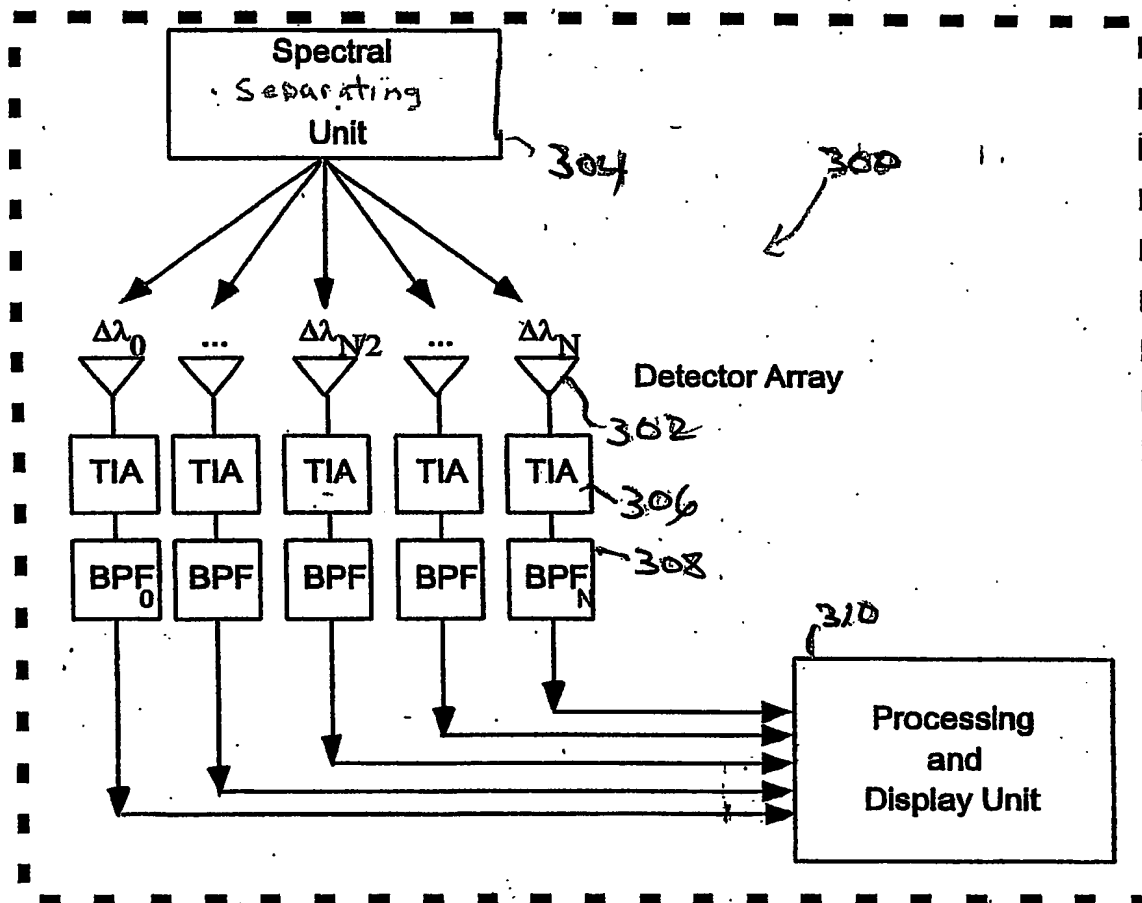 Spectral
Separating
Unit
304
300
Δλ0 ... ΔλN/2 ... ΔλN
Detector Array
302
TIA TIA TIA TIA TIA
306
BPF0 BPF BPF BPF BPFN
308
310
Processing
and
Display Unit